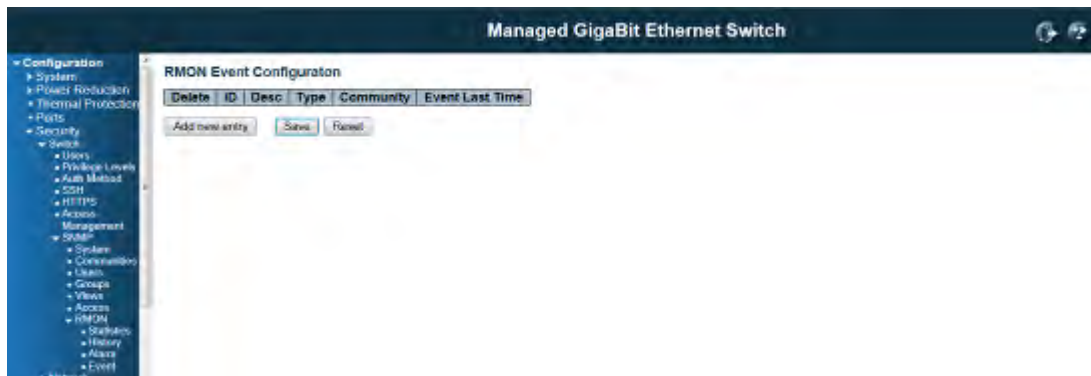 Managed GigaBit Ethernet Switch
Configuration
System
Power Reduction
Thermal Protection
Ports
Security
Switch
Users
Privilege Levels
Auth Method
SSH
HTTPS
Access
Management
SNMP
System
Communities
Users
Groups
Views
Access
RMON
Statistics
History
Alarm
Event
RMON Event Configuraton
Delete ID Desc Type Community Event Last Time
Add new entry Save Reset